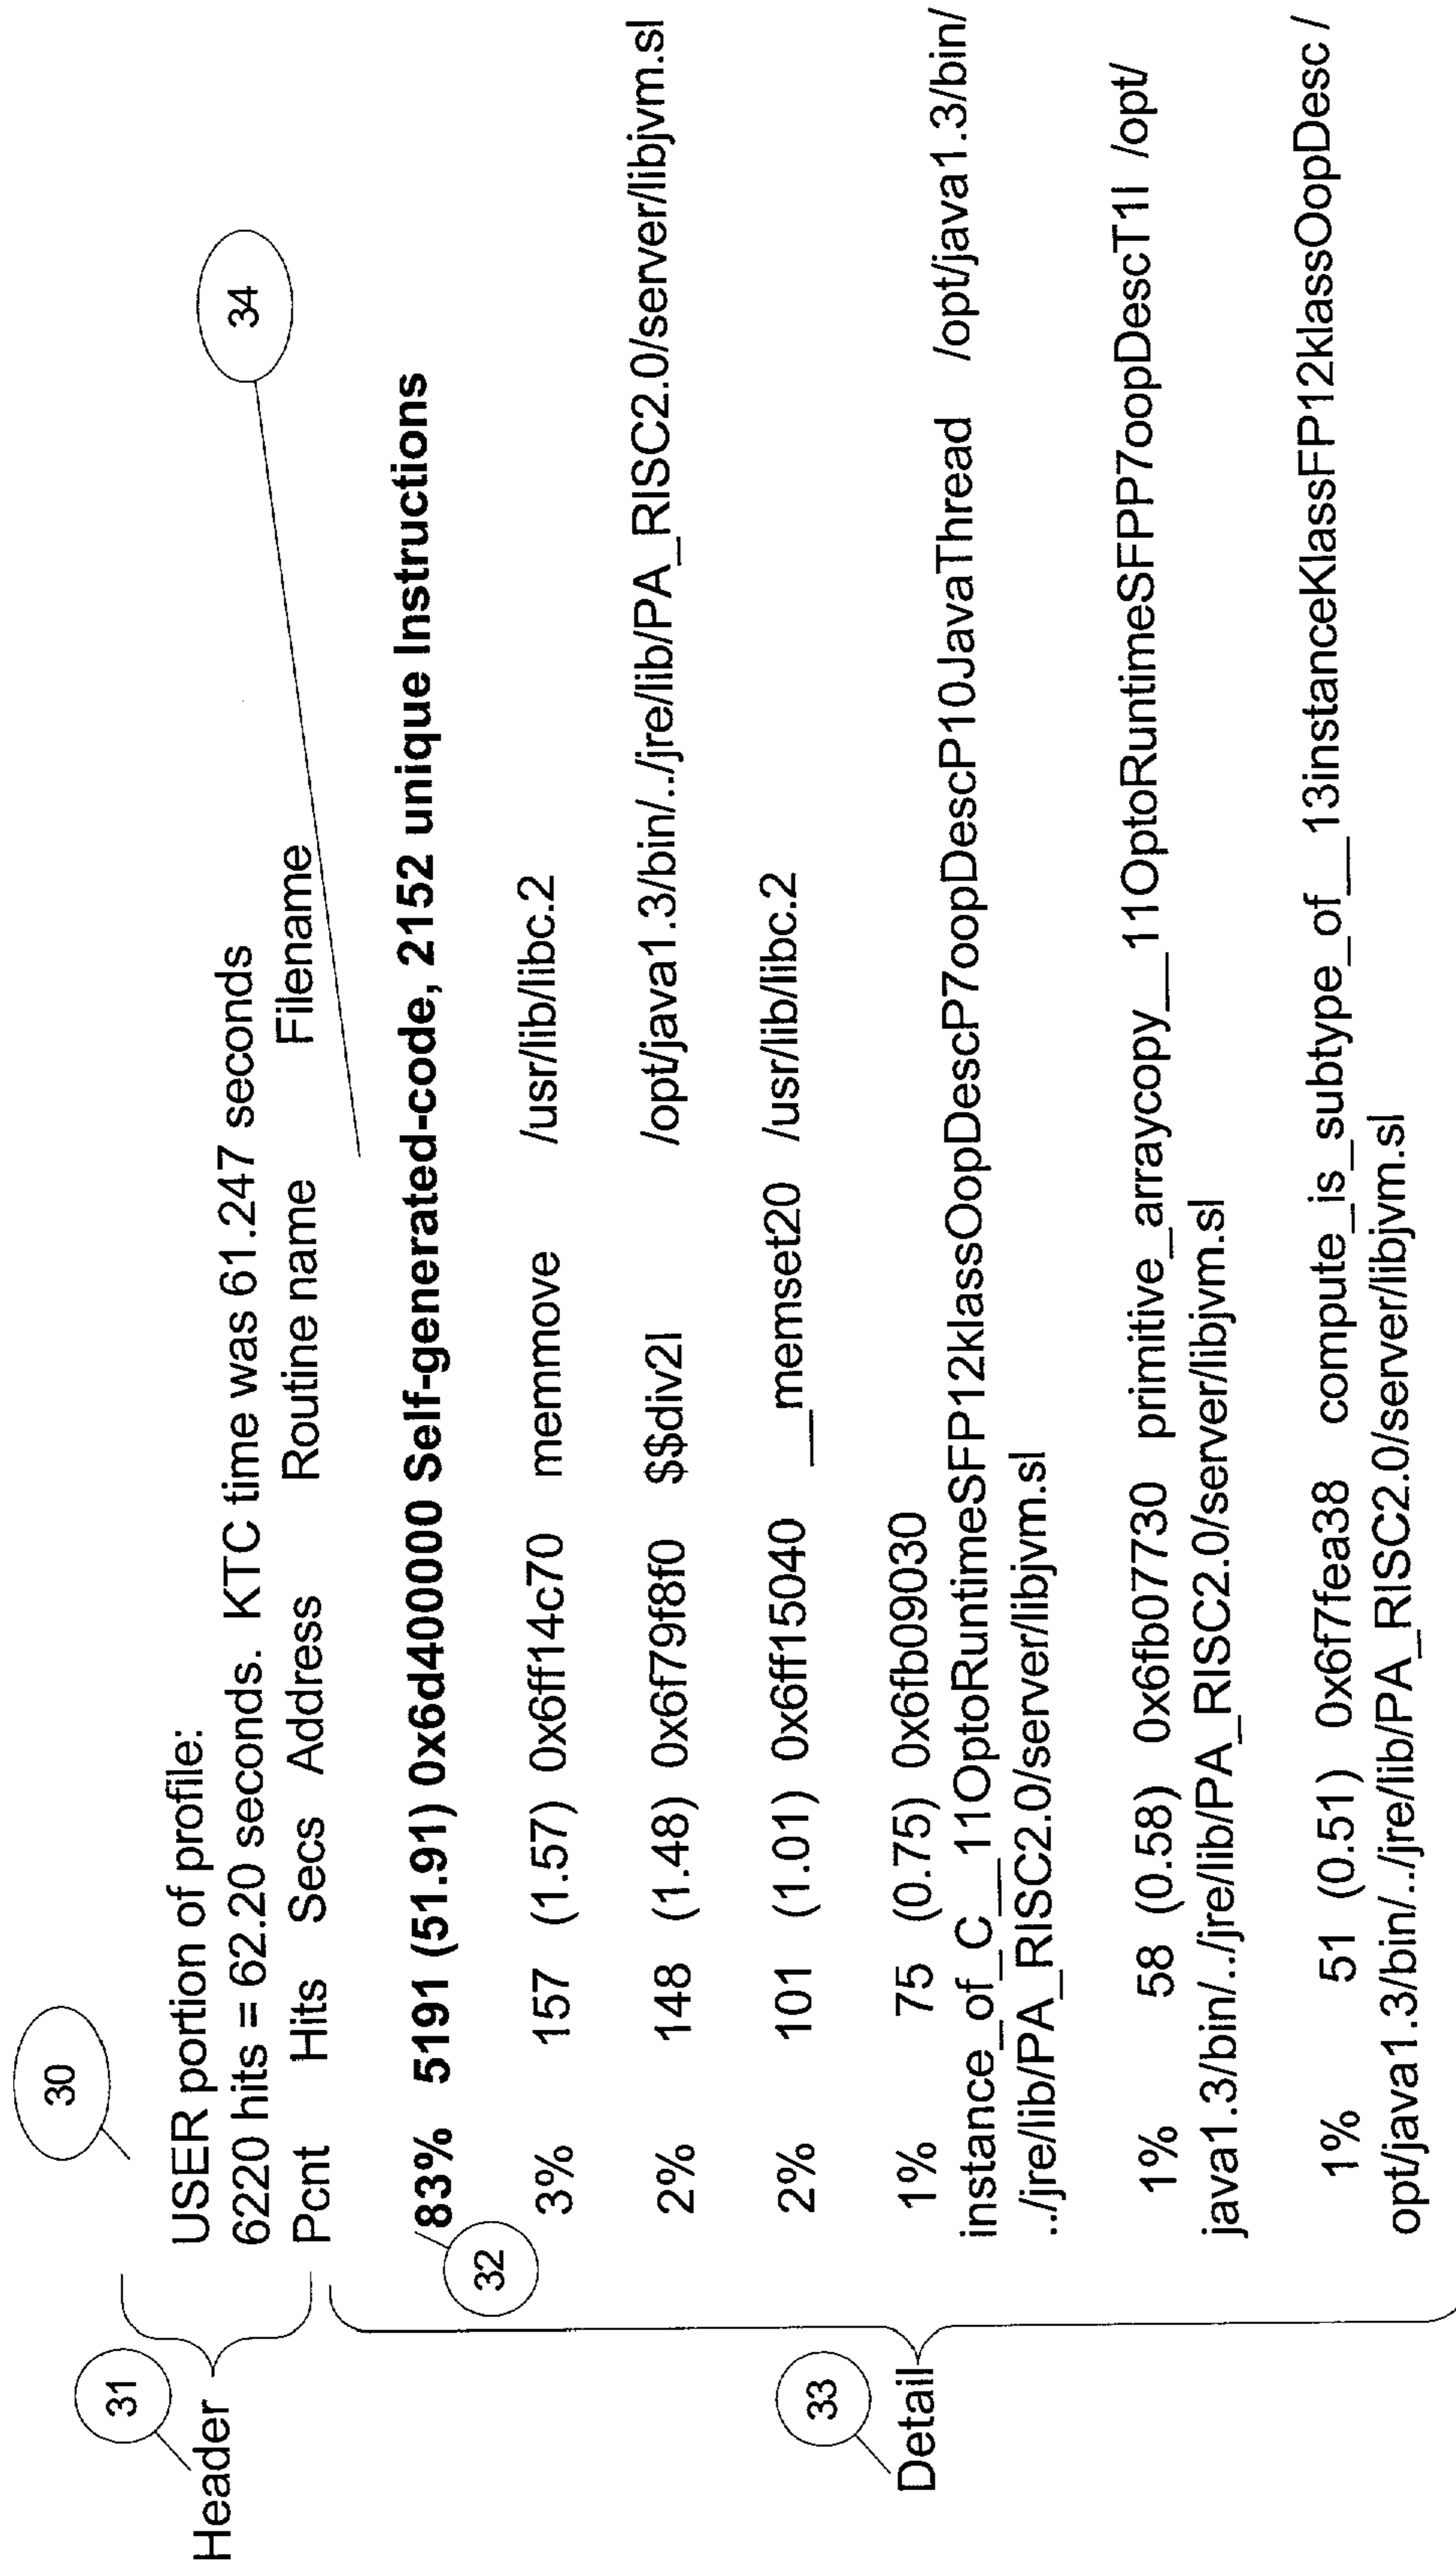 30
31
Header
USER portion of profile:
6220 hits = 62.20 seconds. KTC time was 61.247 seconds
Pcnt Hits Secs Address Routine name Filename
34
32
83% 5191 (51.91) 0x6d400000 Self-generated-code, 2152 unique Instructions
3% 157 (1.57) 0x6ff14c70 memmove /usr/lib/libc.2
2% 148 (1.48) 0x6f79f8f0 $$div2I /opt/java1.3/bin/../jre/lib/PA_RISC2.0/server/libjvm.sl
2% 101 (1.01) 0x6ff15040 __memset20 /usr/lib/libc.2
33
Detail
1% 75 (0.75) 0x6fb09030
instance_of_C__11OptoRuntimeSFP12klassOopDescP7oopDescP10JavaThread /opt/java1.3/bin/
../jre/lib/PA_RISC2.0/server/libjvm.sl
1% 58 (0.58) 0x6fb07730 primitive_arraycopy__11OptoRuntimeSFPP7oopDescT1I /opt/
java1.3/bin/../jre/lib/PA_RISC2.0/server/libjvm.sl
1% 51 (0.51) 0x6f7fea38 compute_is_subtype_of__13instanceKlassFP12klassOopDesc /
opt/java1.3/bin/../jre/lib/PA_RISC2.0/server/libjvm.sl